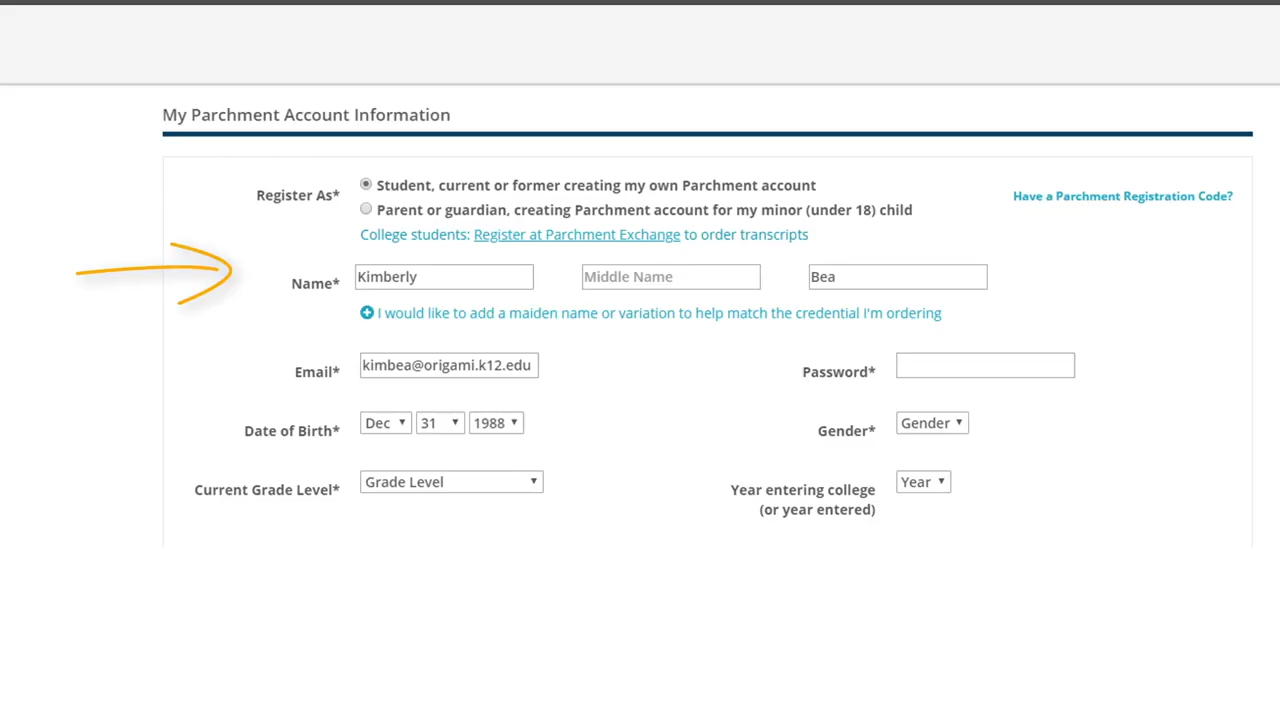 My Parchment Account Information
Register As*
Student, current or former creating my own Parchment account
Have a Parchment Registration Code?
Parent or guardian, creating Parchment account for my minor (under 18) child
College students: Register at Parchment Exchange to order transcripts
Name* Kimberly Middle Name Bea
I would like to add a maiden name or variation to help match the credential I'm ordering
Email* kimbea@origami.k12.edu Password*
Date of Birth* Dec 31 1988 Gender* Gender
Current Grade Level* Grade Level Year entering college Year
(or year entered)